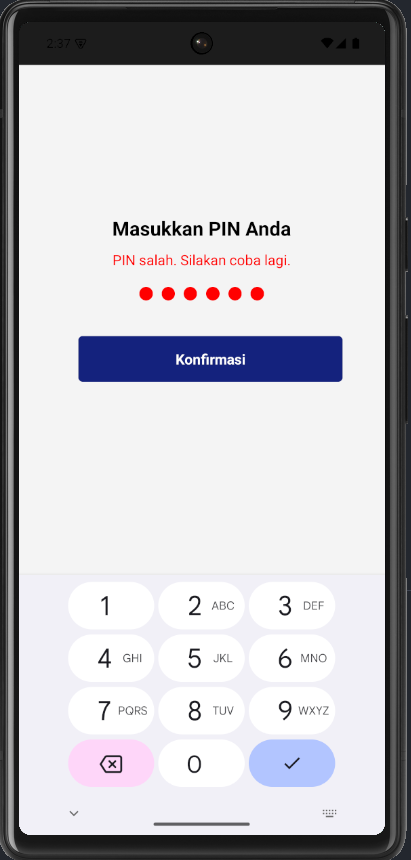 2:37
Masukkan PIN Anda
PIN salah. Silakan coba lagi.
Konfirmasi
1
2 ABC
3 DEF
4 GHI
5 JKL
6 MNO
7 PQRS
8 TUV
9 WXYZ
0